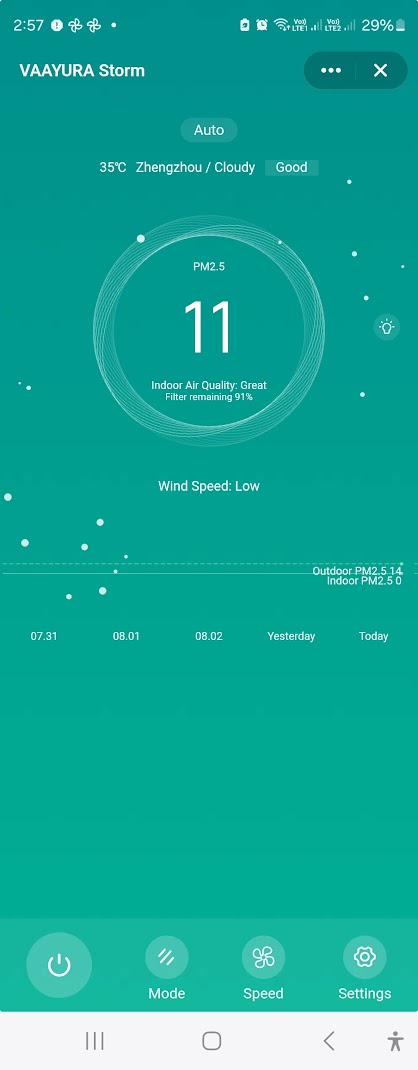 2:57 29%
VoLTE1 VoLTE2
VAAYURA Storm
Auto
35℃ Zhengzhou / Cloudy Good
PM2.5
11
Indoor Air Quality: Great
Filter remaining 91%
Wind Speed: Low
Outdoor PM2.5 14
Indoor PM2.5 0
07.31 08.01 08.02 Yesterday Today
Mode Speed Settings